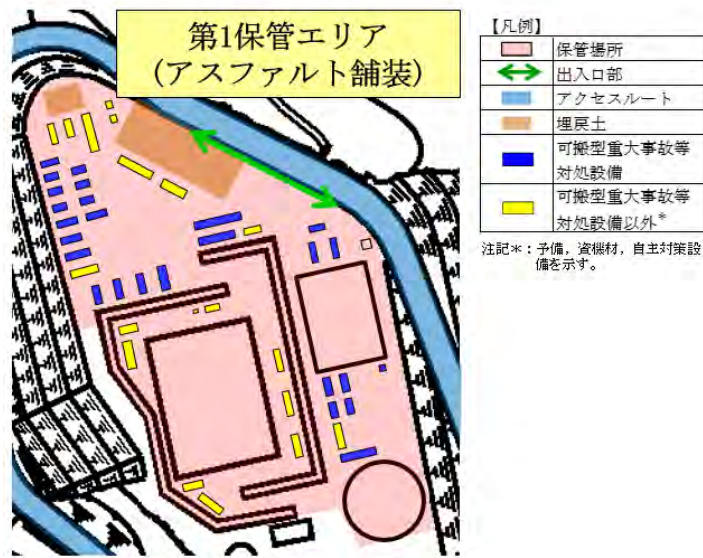 第1保管エリア
(アスファルト舗装)
【凡例】
保管場所
出入口部
アクセスルート
埋戻土
可搬型重大事故等
対処設備
可搬型重大事故等
対処設備以外*
注記*:予備,資機材,自主対策設
備を示す。